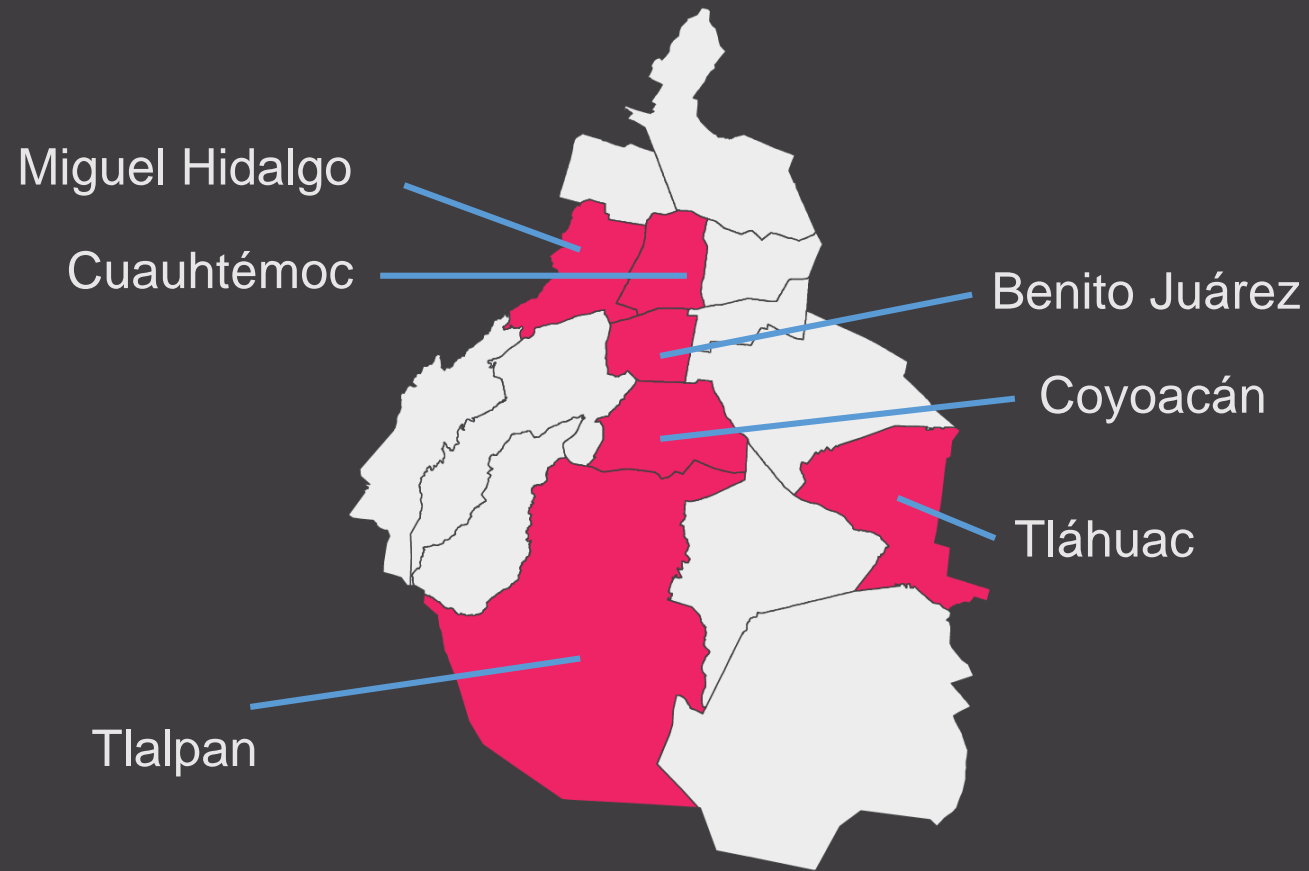 Miguel Hidalgo
Cuauhtémoc
Benito Juárez
Coyoacán
Tláhuac
Tlalpan